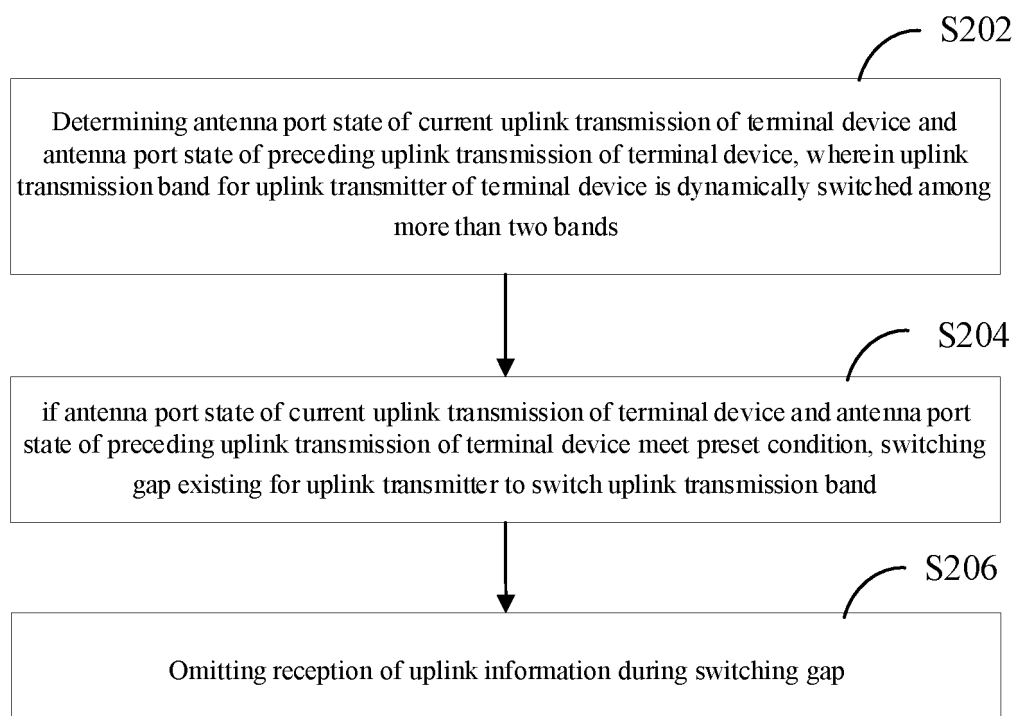 S202
Determining antenna port state of current uplink transmission of terminal device and
antenna port state of preceding uplink transmission of terminal device, wherein uplink
transmission band for uplink transmitter of terminal device is dynamically switched among
more than two bands
S204
if antenna port state of current uplink transmission of terminal device and antenna port
state of preceding uplink transmission of terminal device meet preset condition, switching
gap existing for uplink transmitter to switch uplink transmission band
S206
Omitting reception of uplink information during switching gap